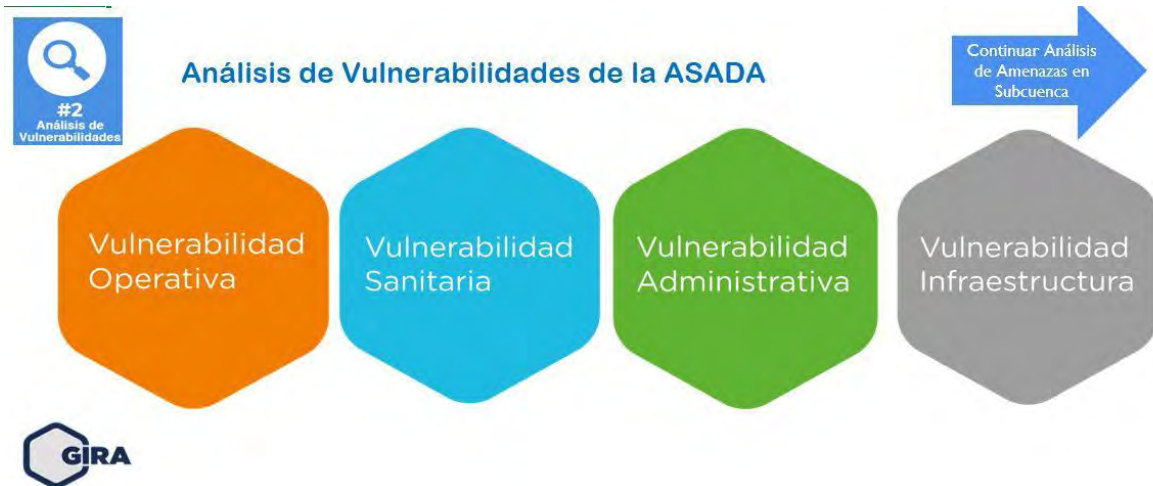 #2
Análisis de
Vulnerabilidades
Análisis de Vulnerabilidades de la ASADA
Continuar Análisis
de Amenazas en
Subcuenca
Vulnerabilidad
Operativa
Vulnerabilidad
Sanitaria
Vulnerabilidad
Administrativa
Vulnerabilidad
Infraestructura
GIRA